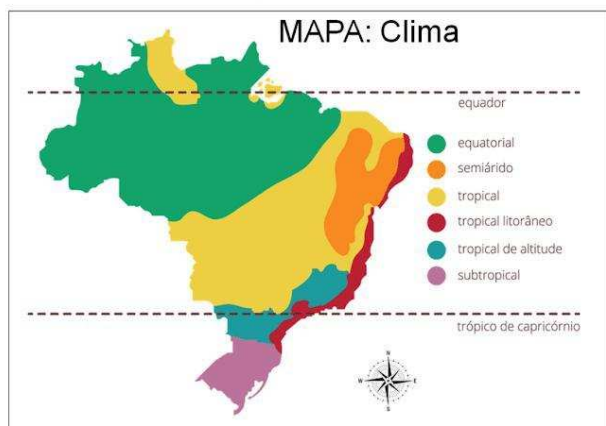 MAPA: Clima
equador
equatorial
semiárido
tropical
tropical litorâneo
tropical de altitude
subtropical
trópico de capricórnio
N
W
E
S